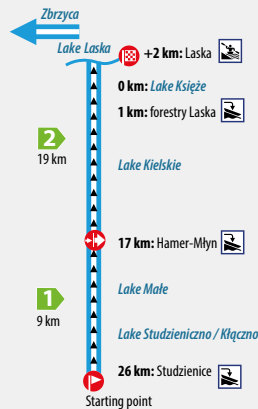 Zbrzyca
Lake Laska
+2 km: Laska
0 km: Lake Księże
1 km: forestry Laska
2
19 km
Lake Kielskie
17 km: Hamer-Młyn
1
9 km
Lake Małe
Lake Studzieniczno / Kłączno
26 km: Studzienice
Starting point